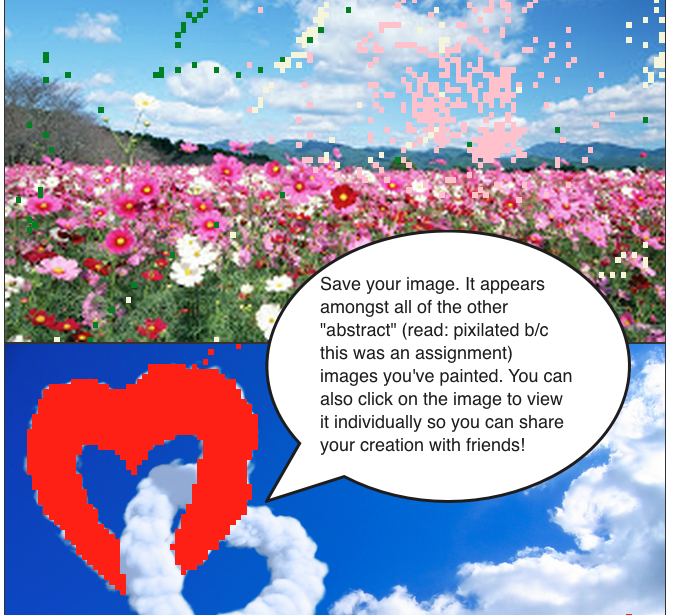 Save your image. It appears
amongst all of the other
"abstract" (read: pixilated b/c
this was an assignment)
images you've painted. You can
also click on the image to view
it individually so you can share
your creation with friends!